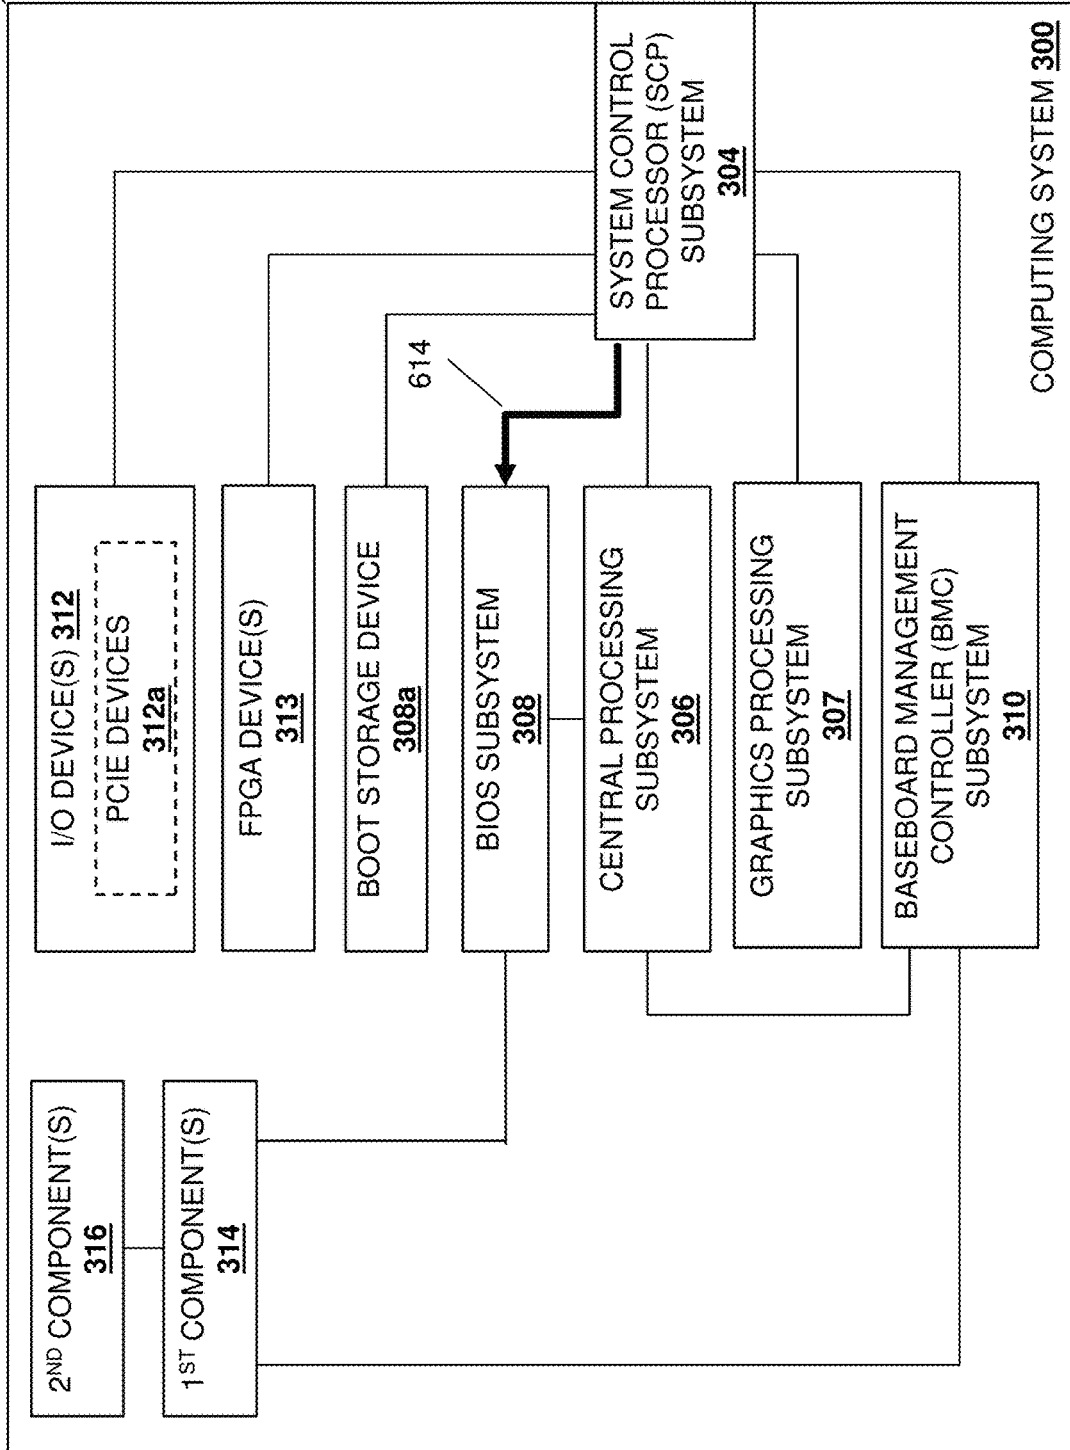 COMPUTING SYSTEM 300
SYSTEM CONTROL
PROCESSOR (SCP)
SUBSYSTEM
304
614
I/O DEVICE(S) 312
PCIE DEVICES
312a
FPGA DEVICE(S)
313
BOOT STORAGE DEVICE
308a
BIOS SUBSYSTEM
308
CENTRAL PROCESSING
SUBSYSTEM
306
GRAPHICS PROCESSING
SUBSYSTEM
307
BASEBOARD MANAGEMENT
CONTROLLER (BMC)
SUBSYSTEM
310
2ND COMPONENT(S)
316
1ST COMPONENT(S)
314